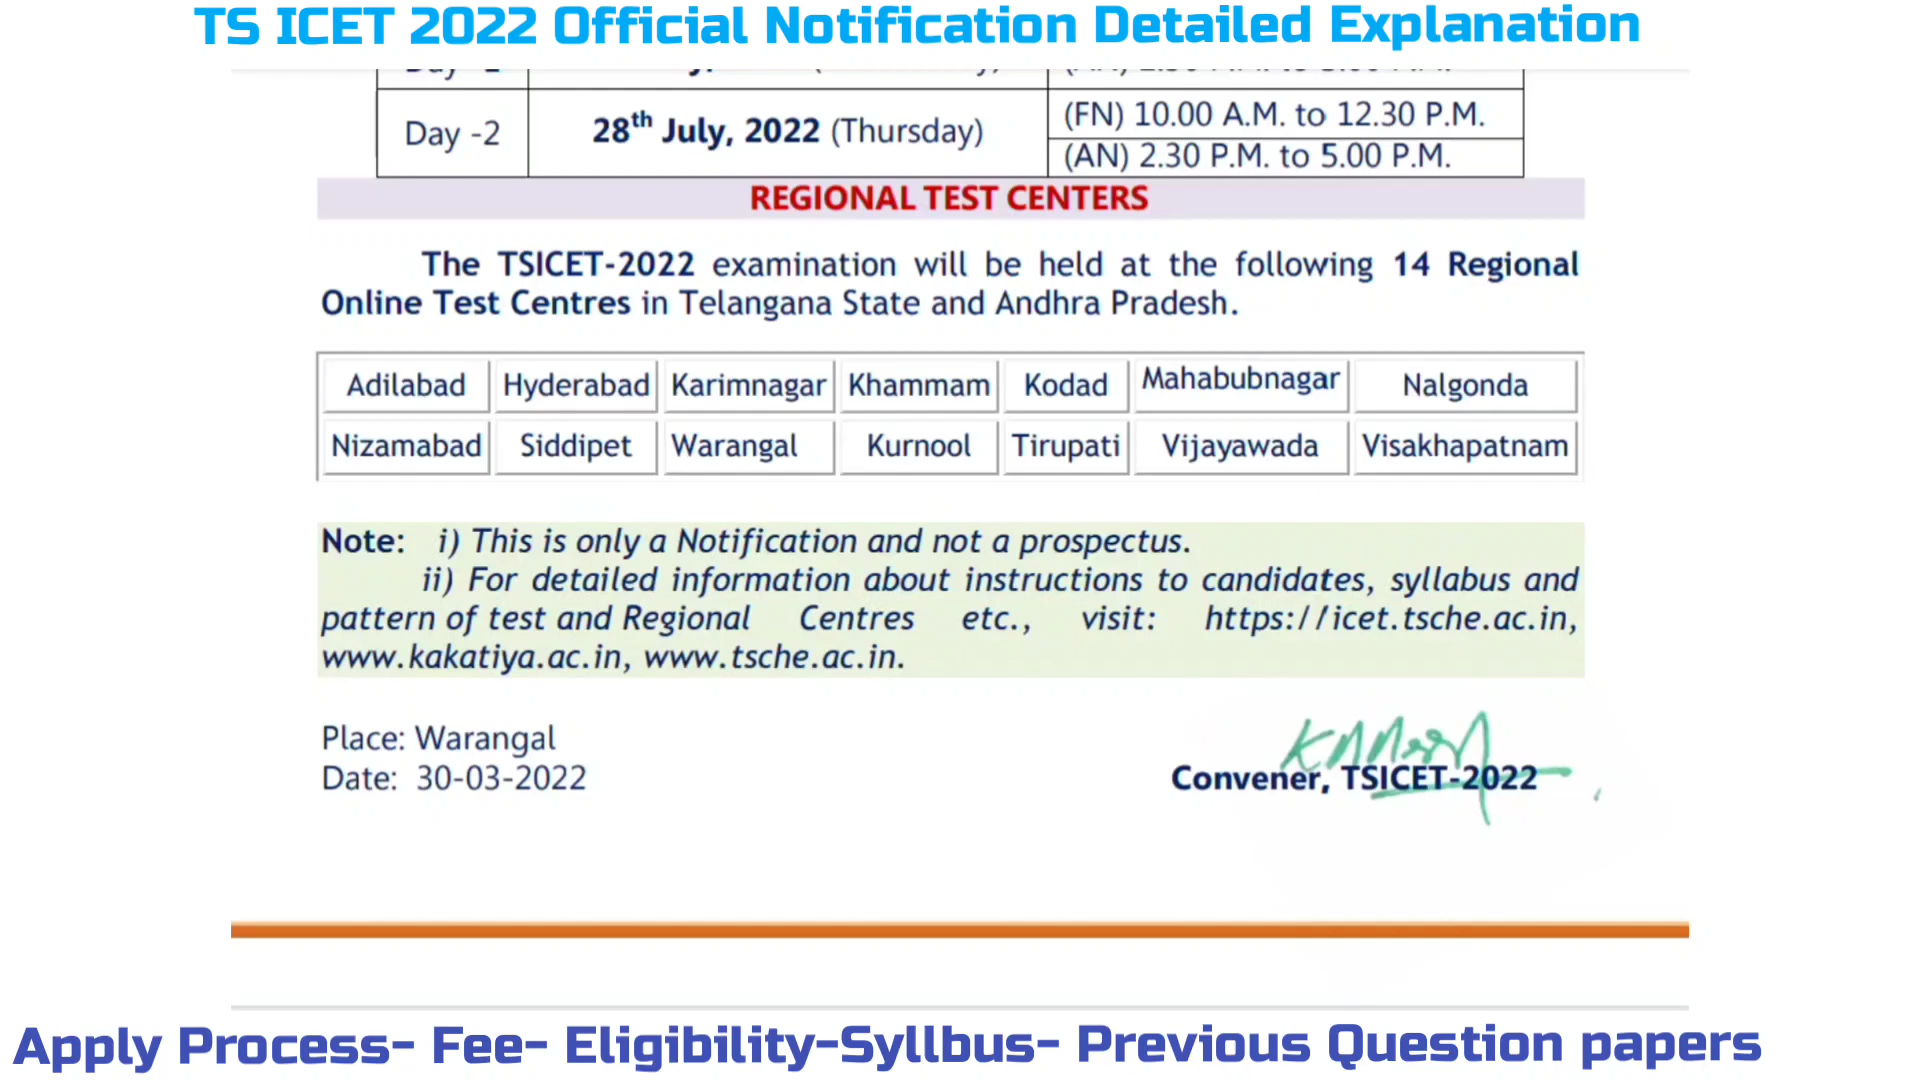 TS ICET 2022 Official Notification Detailed Explanation
Day -2 28th July, 2022 (Thursday) (FN) 10.00 A.M. to 12.30 P.M.
(AN) 2.30 P.M. to 5.00 P.M.
REGIONAL TEST CENTERS
The TSICET-2022 examination will be held at the following 14 Regional
Online Test Centres in Telangana State and Andhra Pradesh.
Adilabad Hyderabad Karimnagar Khammam Kodad Mahabubnagar Nalgonda
Nizamabad Siddipet Warangal Kurnool Tirupati Vijayawada Visakhapatnam
Note: i) This is only a Notification and not a prospectus.
ii) For detailed information about instructions to candidates, syllabus and
pattern of test and Regional Centres etc., visit: https://icet.tsche.ac.in,
www.kakatiya.ac.in, www.tsche.ac.in.
Place: Warangal
Date: 30-03-2022
Convener, TSICET-2022
Apply Process- Fee- Eligibility-Syllbus- Previous Question papers